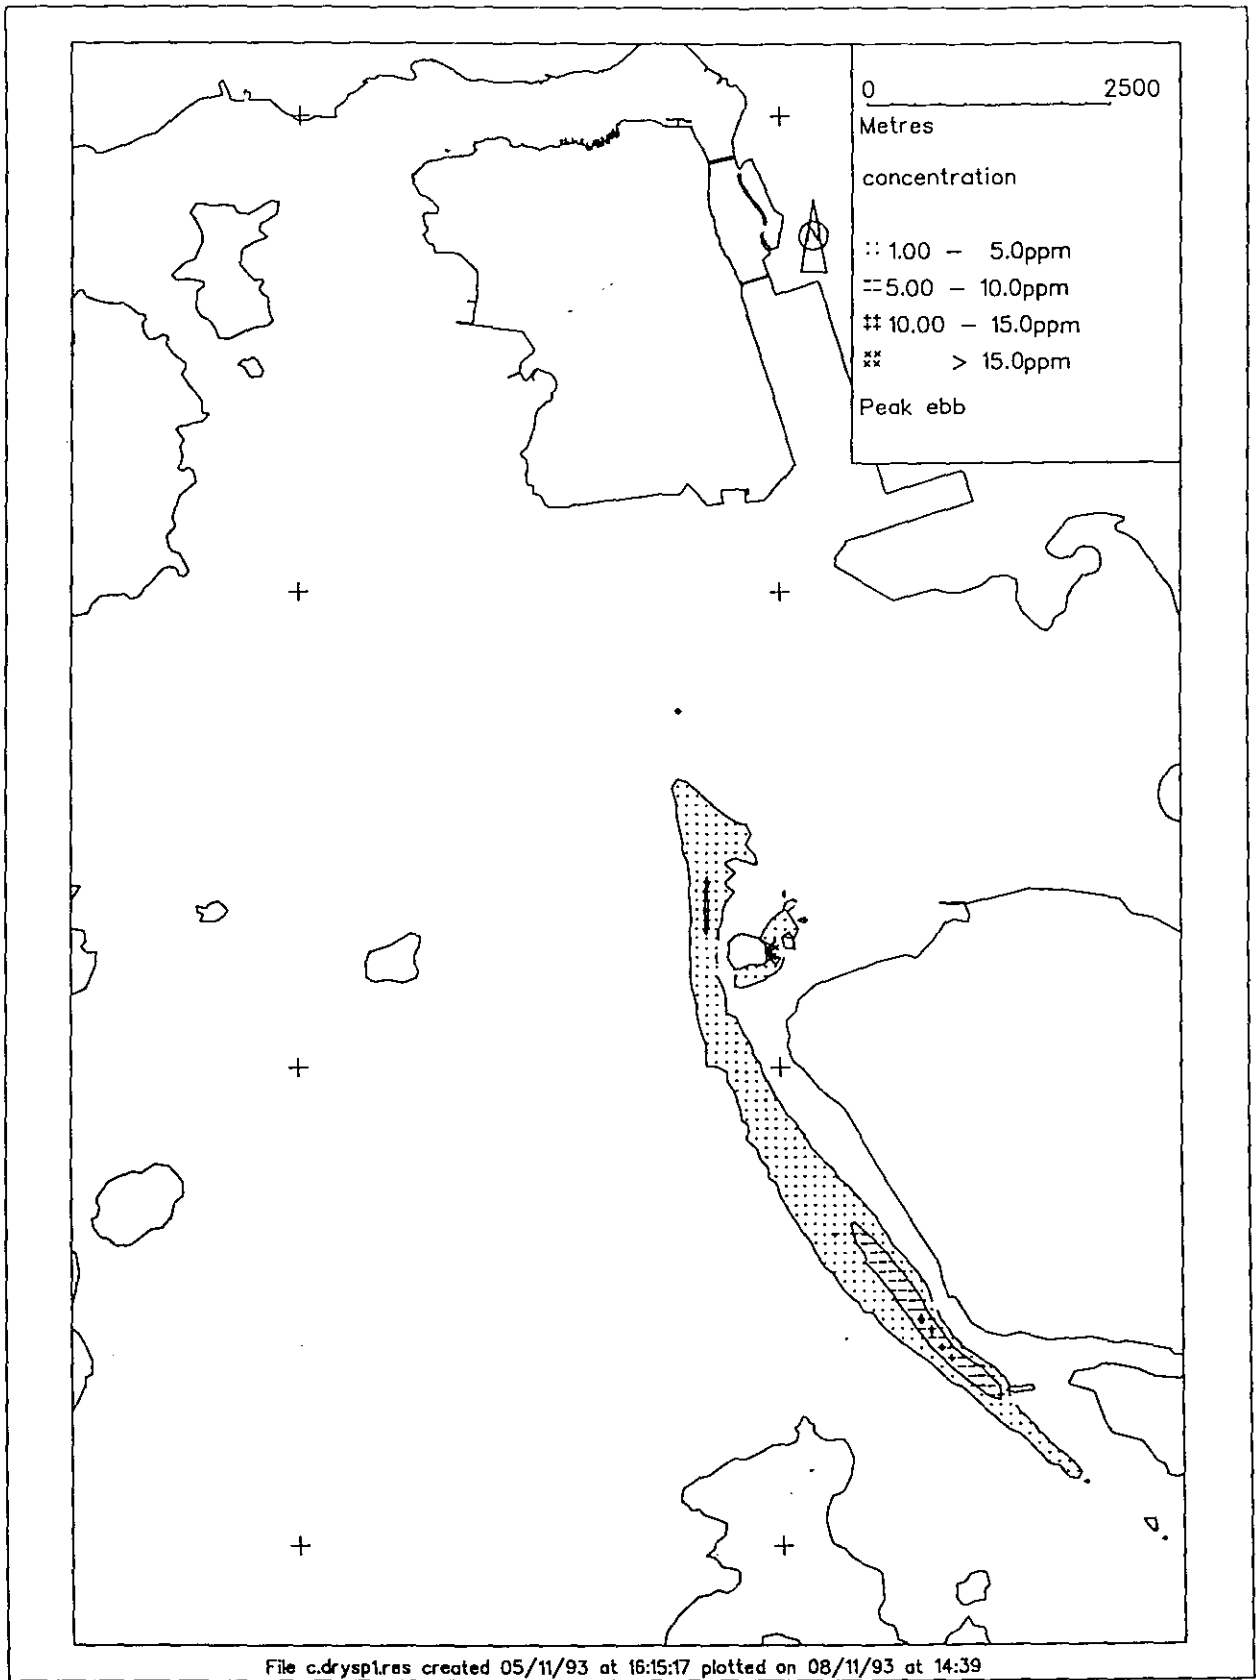 0 2500
Metres
concentration
1.00 – 5.0ppm
5.00 – 10.0ppm
10.00 – 15.0ppm
> 15.0ppm
Peak ebb
File c.drysp1.res created 05/11/93 at 16:15:17 plotted on 08/11/93 at 14:39